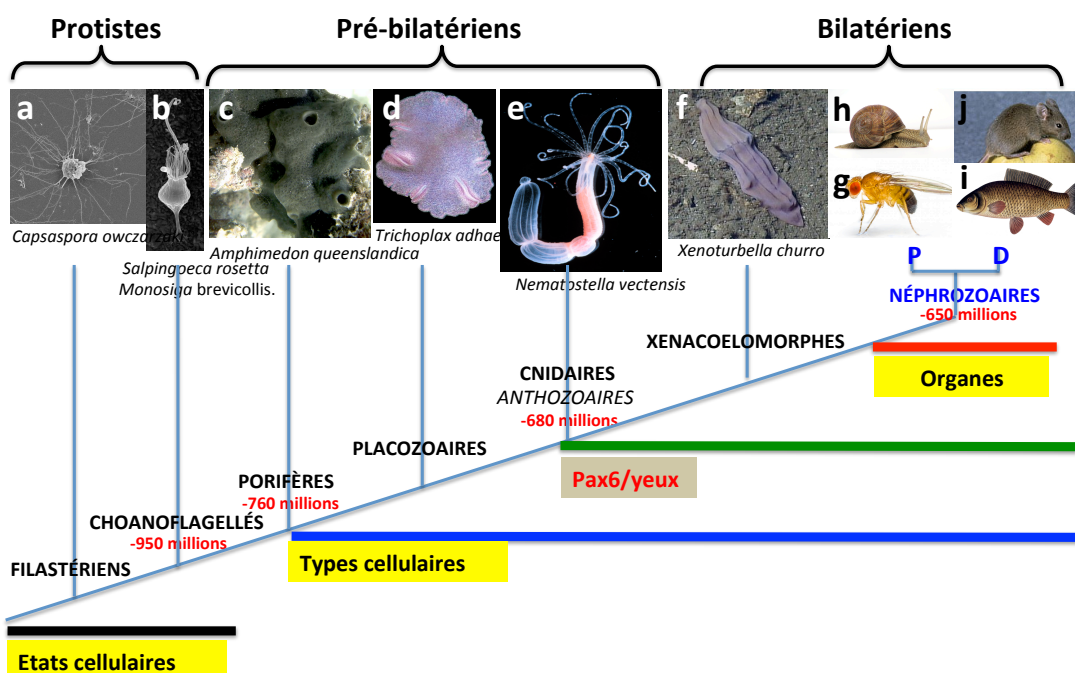 Protistes
Pré-bilatériens
Bilatériens
a
b
c
d
e
f
h
j
g
i
Capsaspora owczarzaki
Amphimedon queenslandica
Trichoplax adhae
Xenoturbella churro
Salpingoeca rosetta
Monosiga brevicollis.
Nematostella vectensis
P
D
NÉPHROZOAIRES
-650 millions
XENACOELOMORPHES
Organes
CNIDAIRES
ANTHOZOAIRES
-680 millions
PLACOZOAIRES
Pax6/yeux
PORIFÈRES
-760 millions
CHOANOFLAGELLÉS
-950 millions
Types cellulaires
FILASTÉRIENS
Etats cellulaires